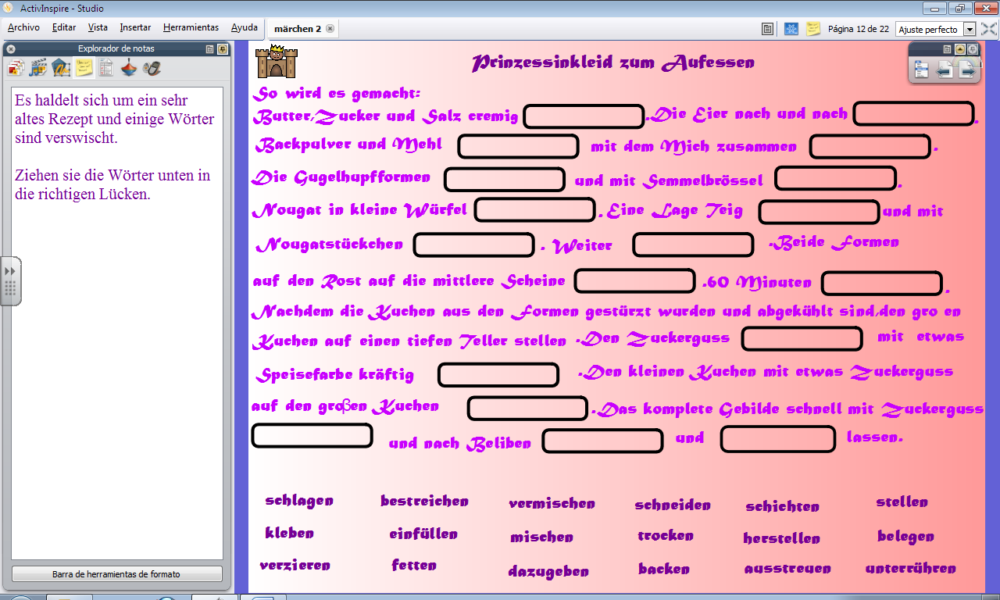 ActivInspire - Studio
Archivo Editar Vista Insertar Herramientas Ayuda märchen 2 Página 12 de 22 Ajuste perfecto
Explorador de notas
Es haldelt sich um ein sehr
altes Rezept und einige Wörter
sind verswischt.
Ziehen sie die Wörter unten in
die richtigen Lücken.
Barra de herramientas de formato
Prinzessinkleid zum Aufessen
So wird es gemacht:
Butter,Zucker und Salz cremig .Die Eier nach und nach .
Backpulver und Mehl mit dem Mich zusammen .
Die Gugelhupfformen und mit Semmelbrössel .
Nougat in kleine Würfel . Eine Lage Teig und mit
Nougatstückchen . Weiter .Beide Formen
auf den Rost auf die mittlere Scheine .60 Minuten .
Nachdem die Kuchen aus den Formen gestürzt wurden und abgekühlt sind,den gro en
Kuchen auf einen tiefen Teller stellen .Den Zuckerguss mit etwas
Speisefarbe kräftig .Den kleinen Kuchen mit etwas Zuckerguss
auf den großen Kuchen .Das komplete Gebilde schnell mit Zuckerguss
und nach Beliben und lassen.
schlagen bestreichen vermischen schneiden schichten stellen
kleben einfüllen mischen trocken herstellen belegen
verzieren fetten dazugeben backen ausstreuen unterrühren